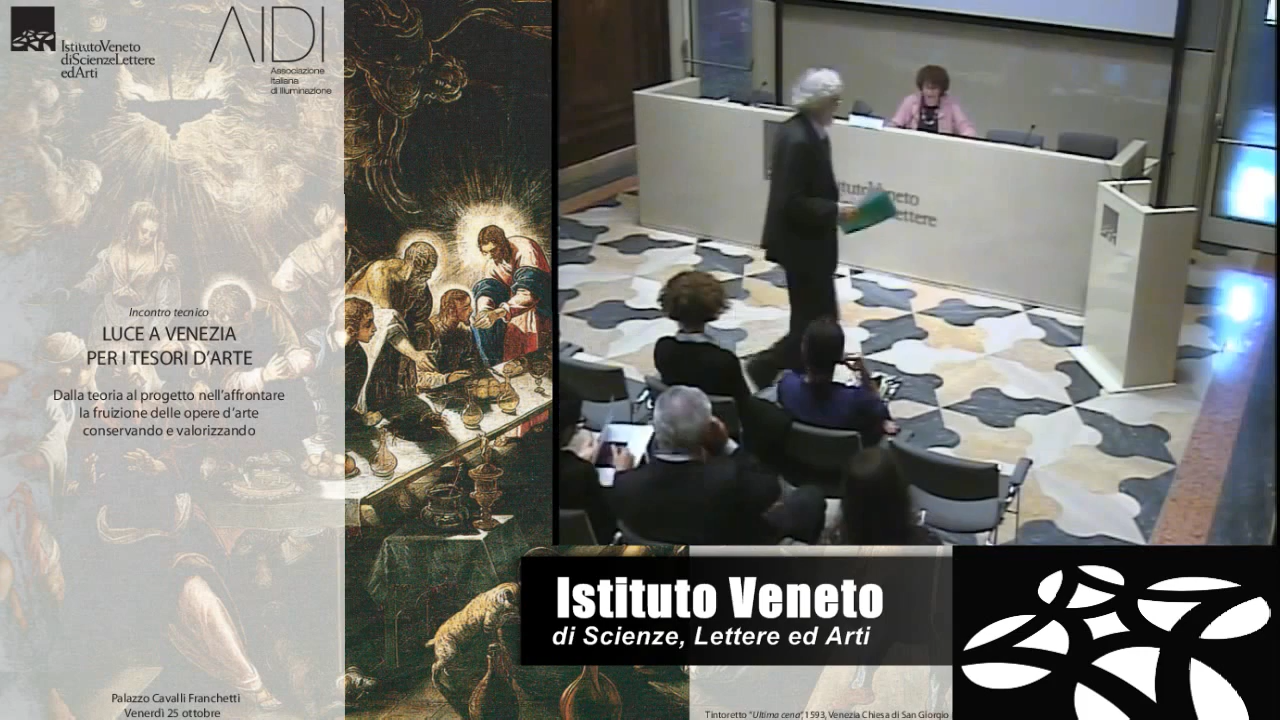 IstitutoVeneto
diScienzeLettere
edArti
AIDI
Associazione
Italiana
di Illuminazione
Incontro tecnico
LUCE A VENEZIA
PER I TESORI D'ARTE
Dalla teoria al progetto nell'affrontare
la fruizione delle opere d'arte
conservando e valorizzando
Palazzo Cavalli Franchetti
Venerdì 25 ottobre
Istituto Veneto
di Scienze, Lettere ed Arti
Tintoretto "Ultima cena", 1593, Venezia Chiesa di San Giorgio